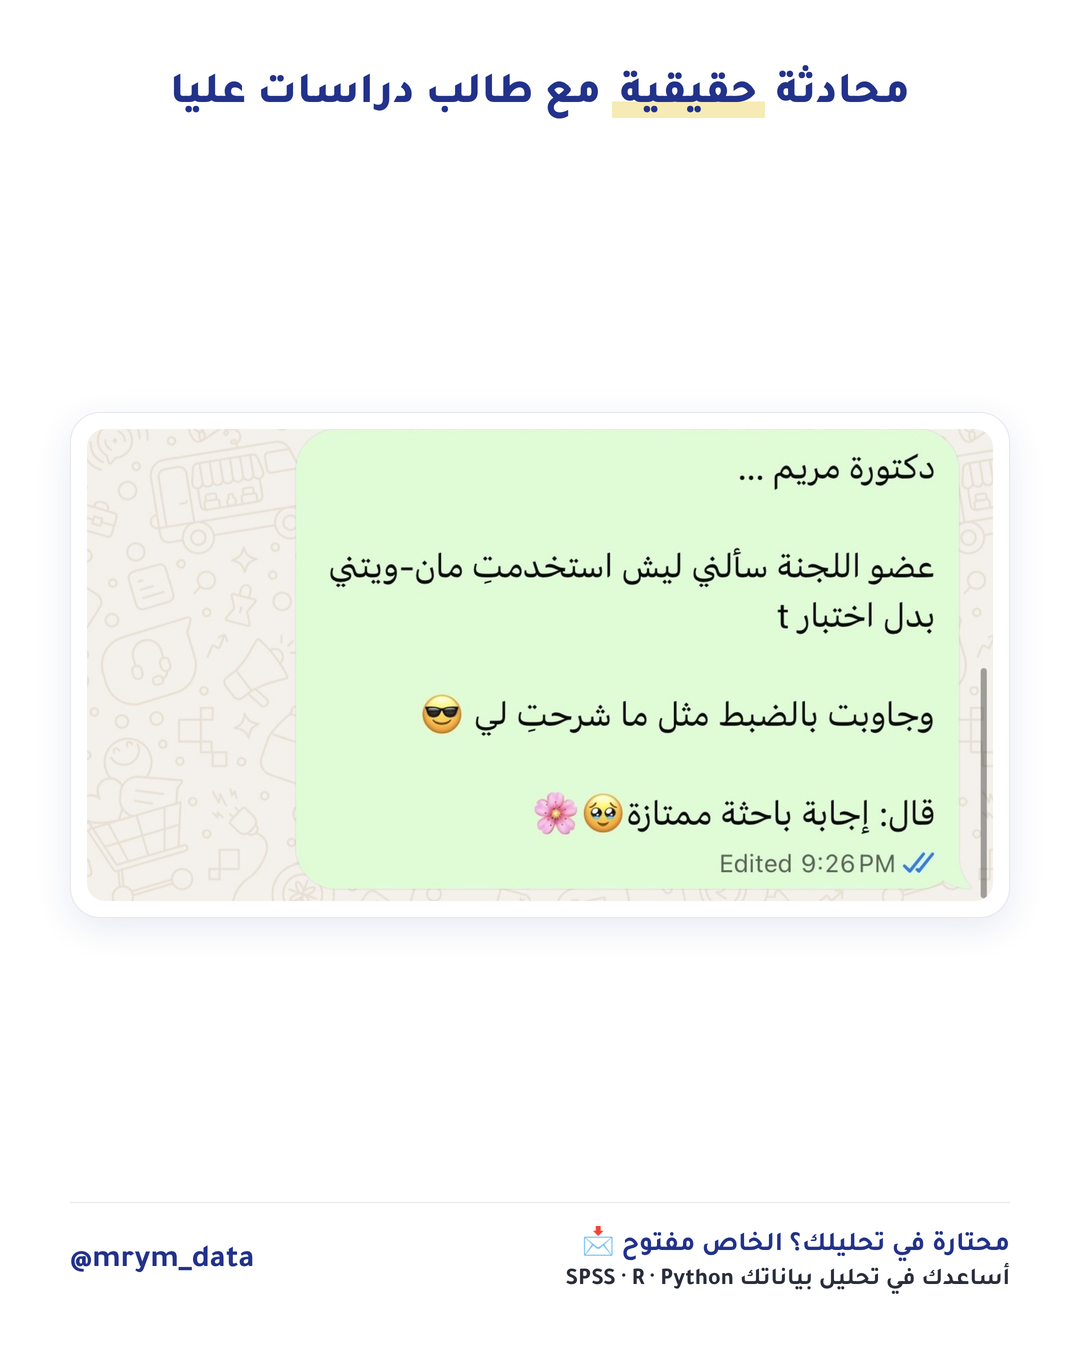 محادثة حقيقية مع طالب دراسات عليا
دكتورة مريم ...
عضو اللجنة سألني ليش استخدمتِ مان-ويتني
بدل اختبار t
وجاوبت بالضبط مثل ما شرحتِ لي 😎
قال: إجابة باحثة ممتازة🥹🌸
Edited 9:26 PM
محتارة في تحليلك؟ الخاص مفتوح 📩
أساعدك في تحليل بياناتك SPSS · R · Python
@mrym_data